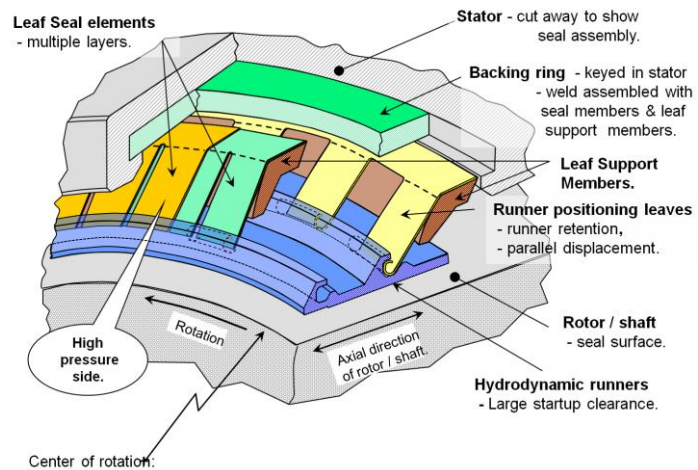 Leaf Seal elements
- multiple layers.
Stator - cut away to show
seal assembly.
Backing ring - keyed in stator
- weld assembled with
seal members & leaf
support members.
Leaf Support
Members.
Runner positioning leaves
- runner retention,
- parallel displacement.
High
pressure
side.
Rotation
Axial direction
of rotor / shaft.
Rotor / shaft
- seal surface.
Hydrodynamic runners
- Large startup clearance.
Center of rotation: